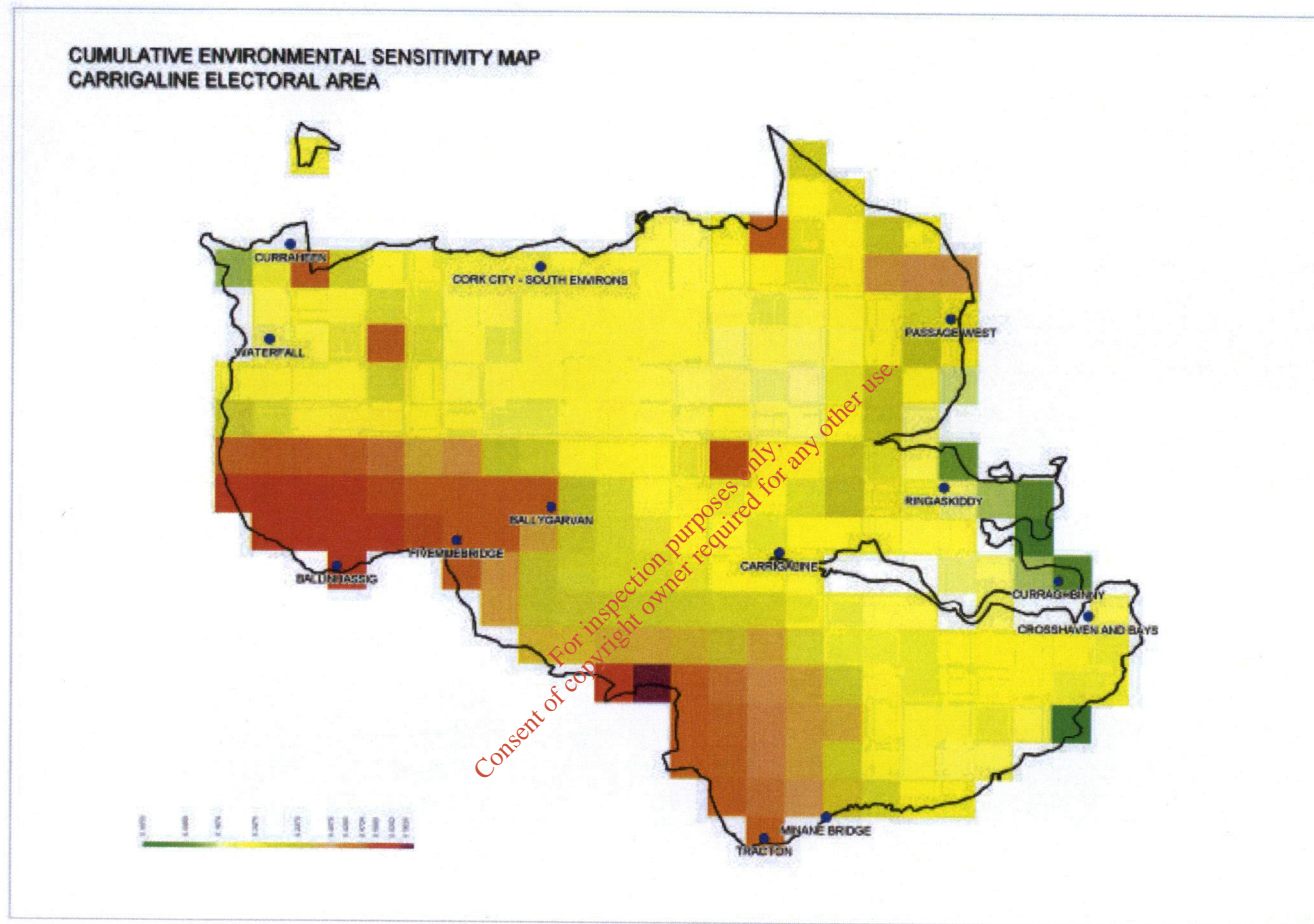 CUMULATIVE ENVIRONMENTAL SENSITIVITY MAP
CARRIGALINE ELECTORAL AREA
CURRAHEEN
CORK CITY - SOUTH ENVIRONS
PASSAGE WEST
WATERFALL
For inspection purposes only.
Consent of copyright owner required for any other use.
RINGASKIDDY
BALLYGARVAN
FIVEMILEBRIDGE
CARRIGALINE
BALLINHASSIG
CURRAGHBINNY
CROSSHAVEN AND BAYS
MINANE BRIDGE
TRACTON